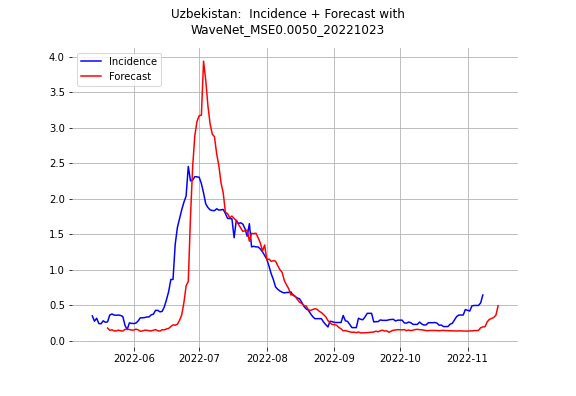 Uzbekistan:  Incidence + Forecast with
WaveNet_MSE0.0050_20221023
Incidence
Forecast
4.0
3.5
3.0
2.5
2.0
1.5
1.0
0.5
0.0
2022-06 2022-07 2022-08 2022-09 2022-10 2022-11